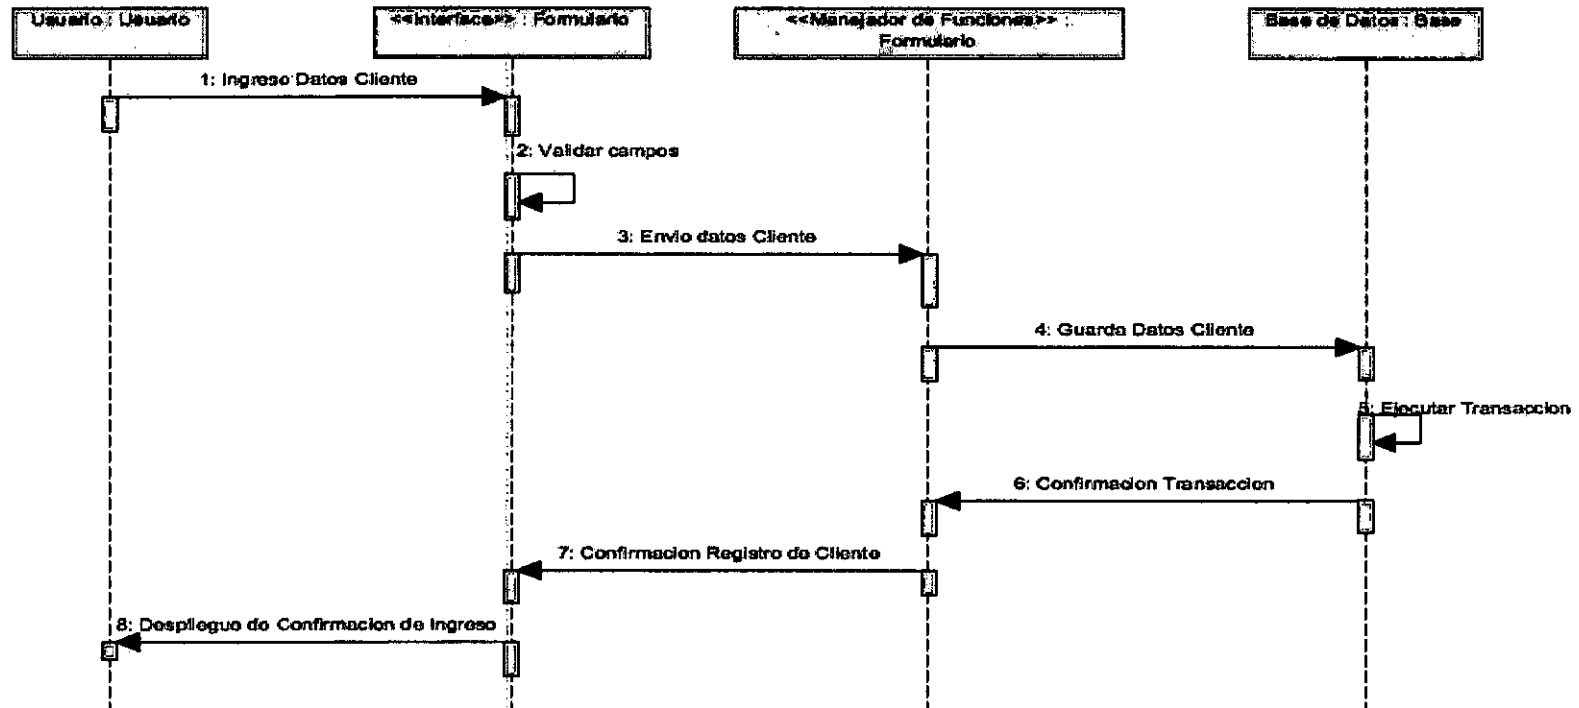 Usuario : Usuario
<<Interface>> : Formulario
<<Manejador de Funciones>> :
Formulario
Base de Datos : Base
1: Ingreso Datos Cliente
2: Validar campos
3: Envio datos Cliente
4: Guarda Datos Cliente
5: Ejecutar Transaccion
6: Confirmacion Transaccion
7: Confirmacion Registro de Cliente
8: Despliegue de Confirmacion de Ingreso